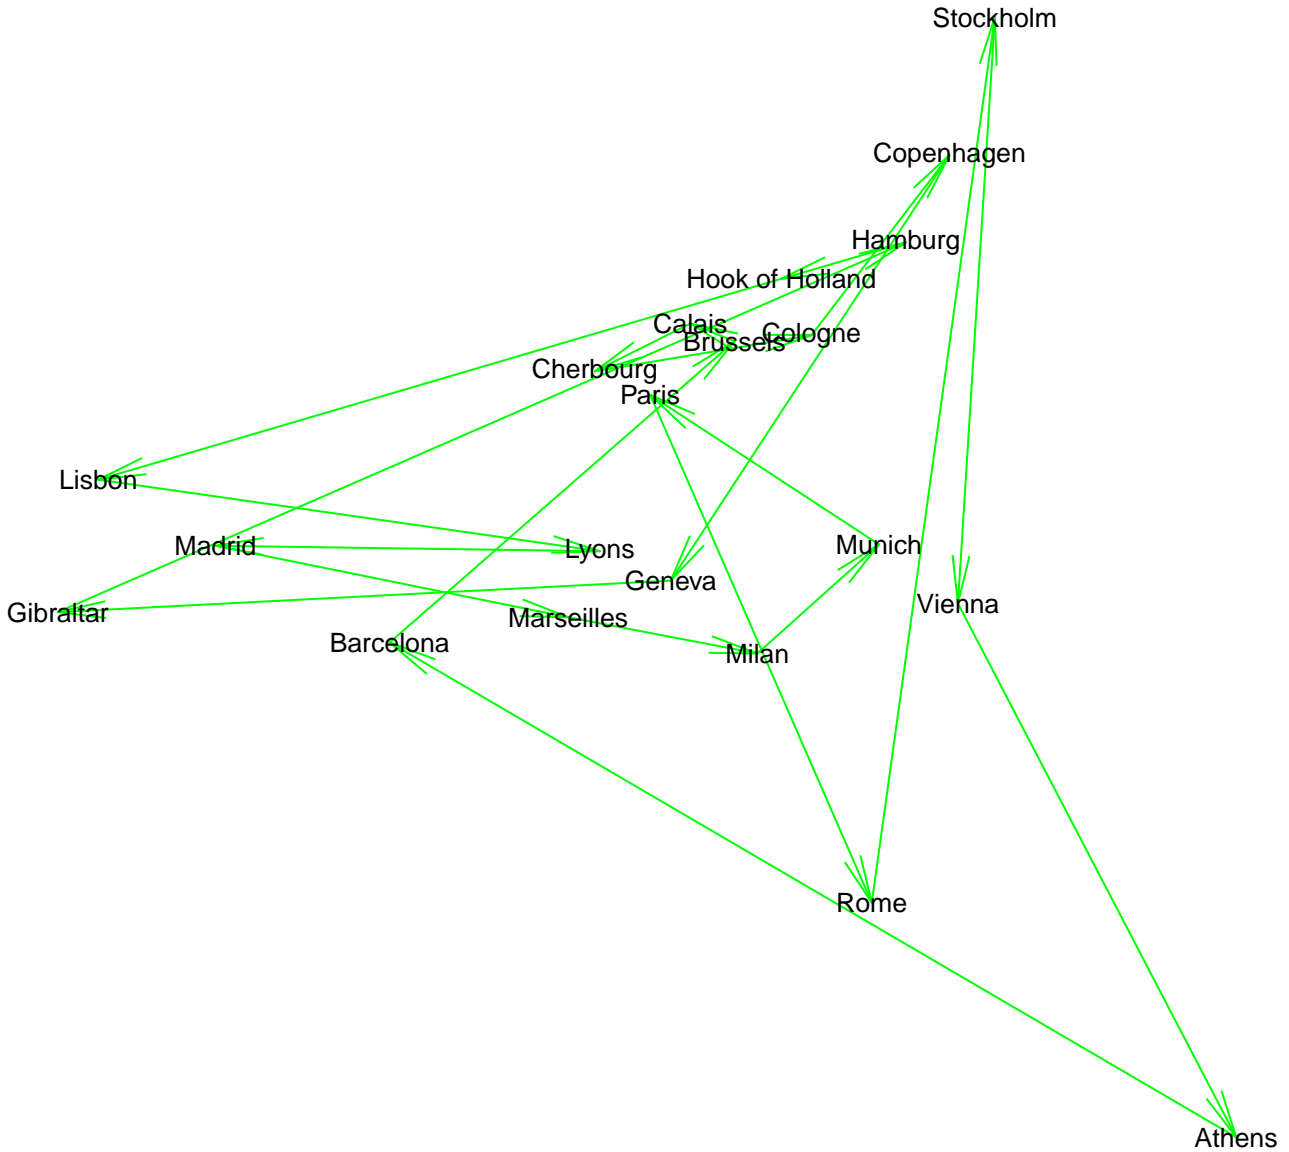 Stockholm
Copenhagen
Hamburg
Hook of Holland
Calais
Cologne
Brussels
Cherbourg
Paris
Lisbon
Madrid
Lyons
Munich
Geneva
Vienna
Gibraltar
Marseilles
Barcelona
Milan
Rome
Athens